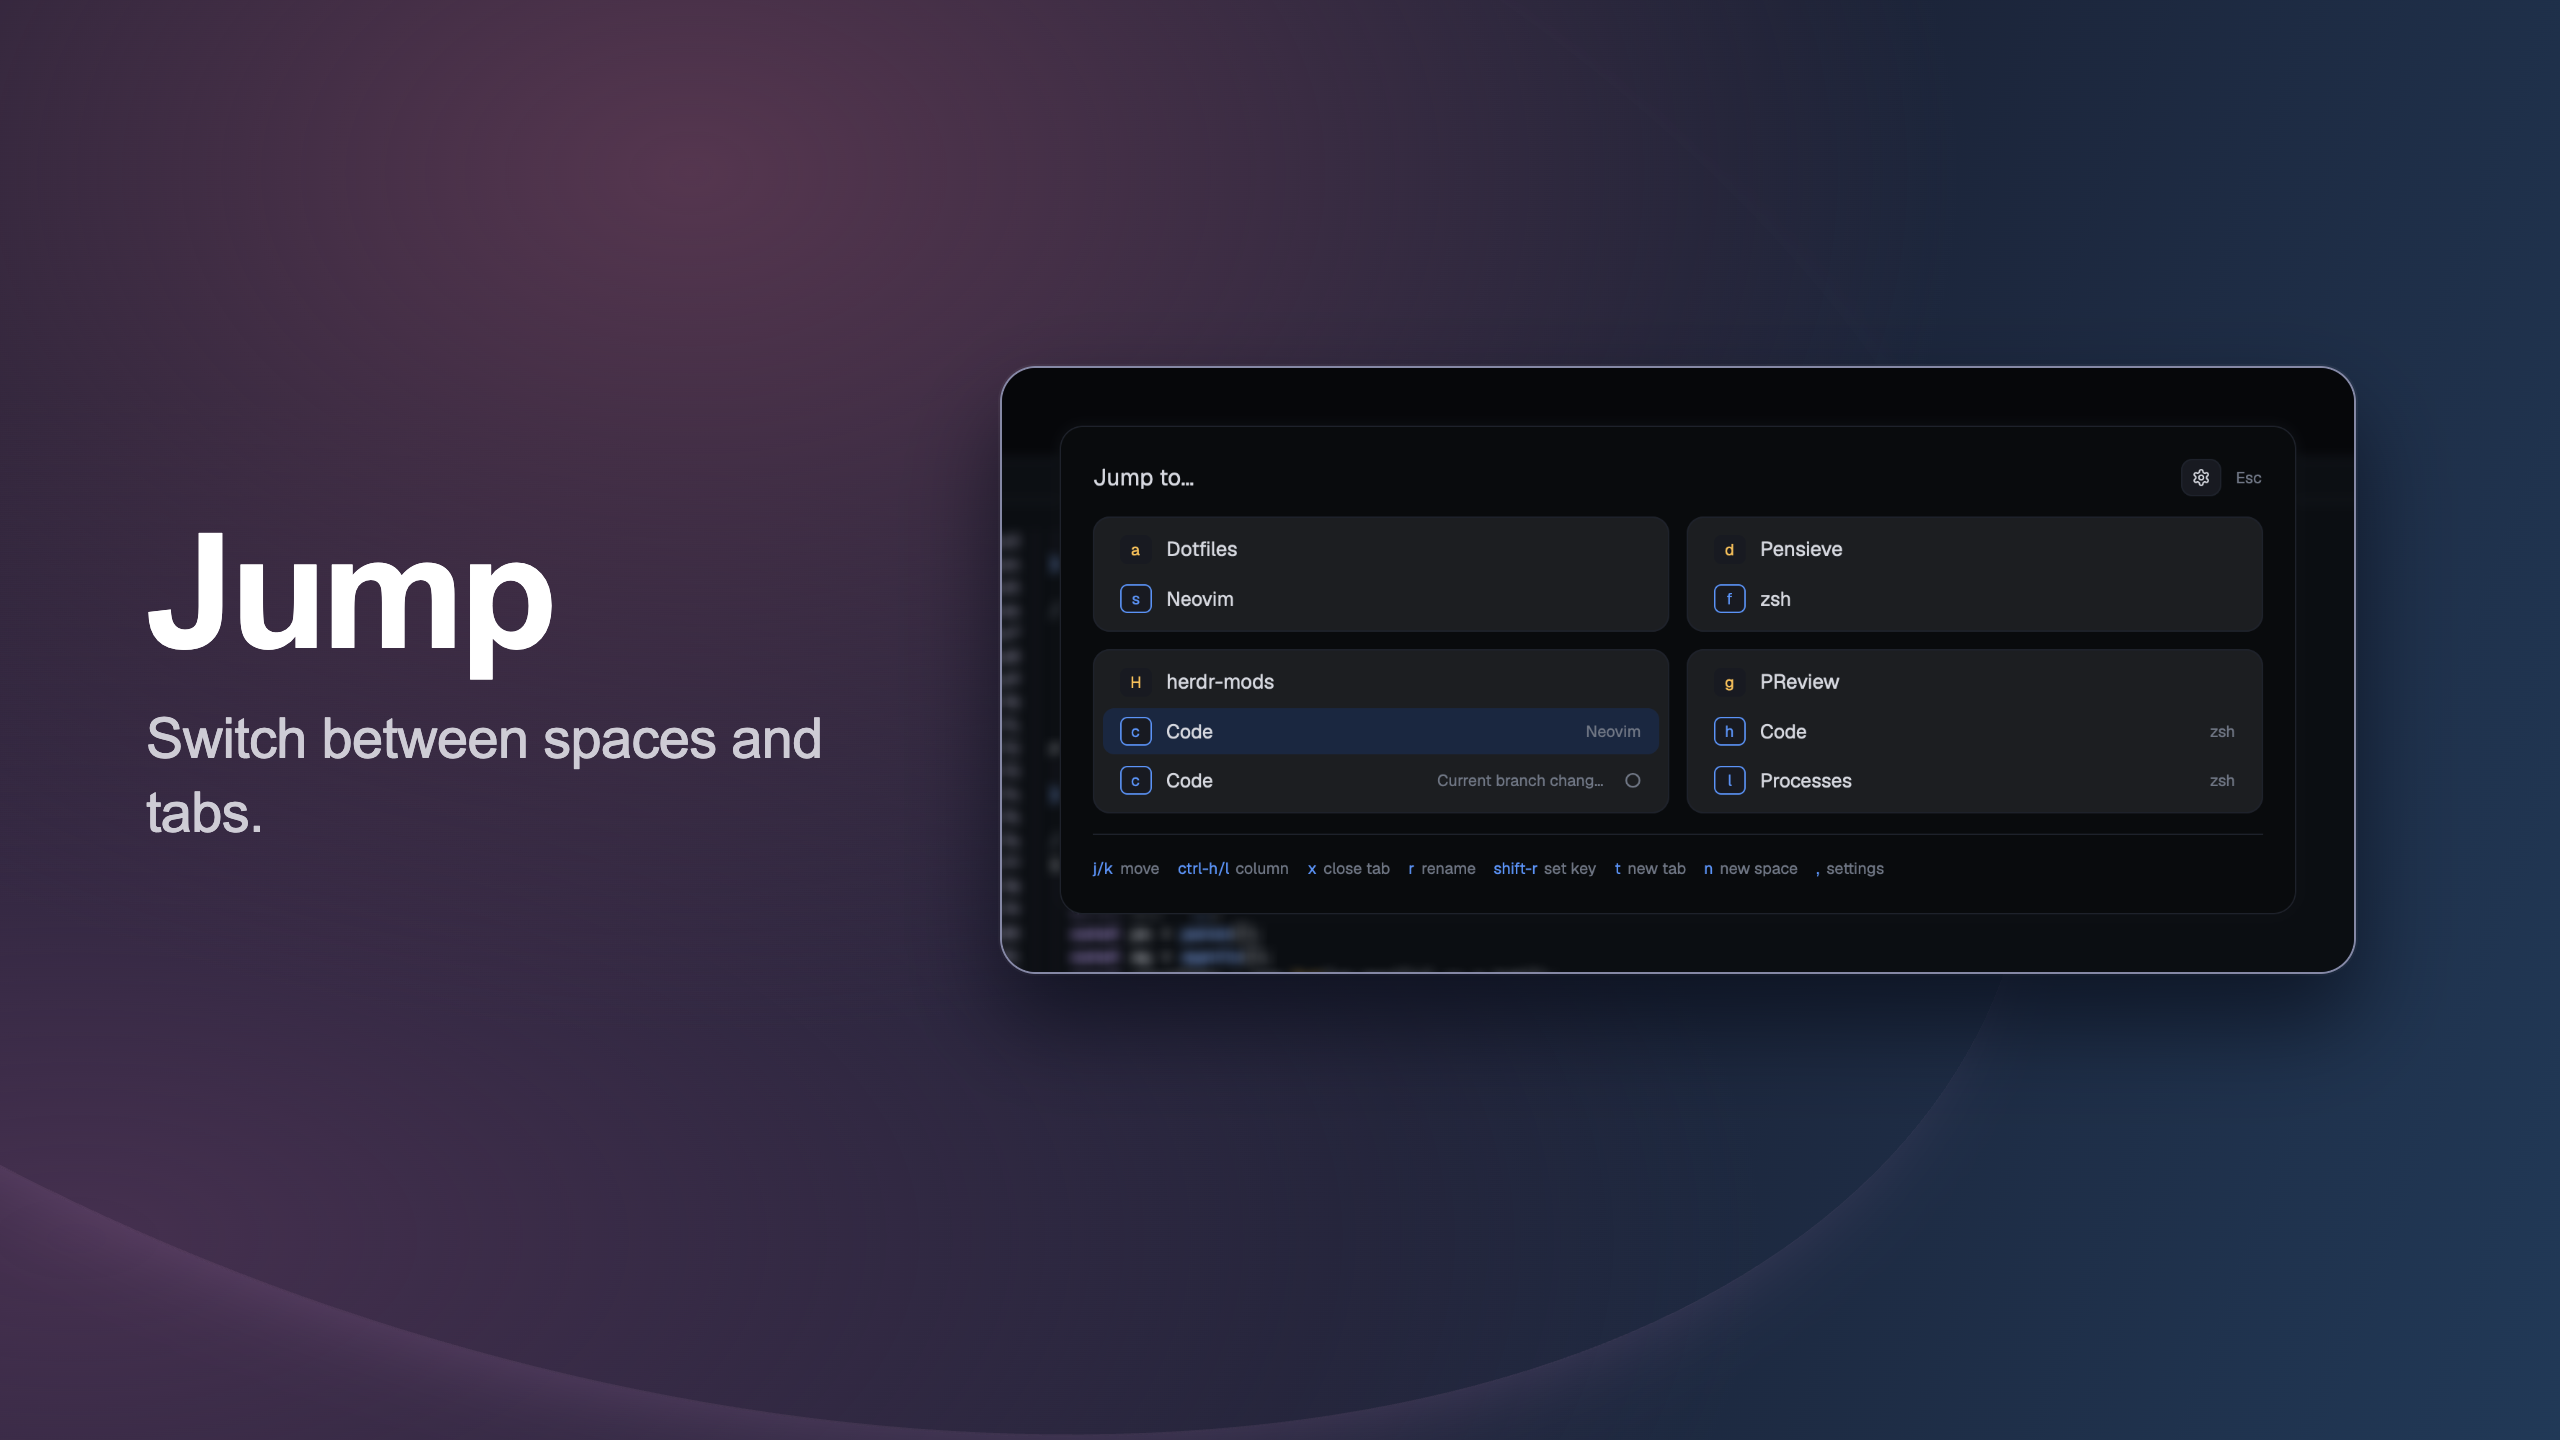 Jump
Switch between spaces and
tabs.
Jump to...
Esc
a Dotfiles
s Neovim
d Pensieve
f zsh
H herdr-mods
c Code Neovim
c Code Current branch chang...
g PReview
h Code zsh
l Processes zsh
j/k move ctrl-h/l column x close tab r rename shift-r set key t new tab n new space , settings
const
const